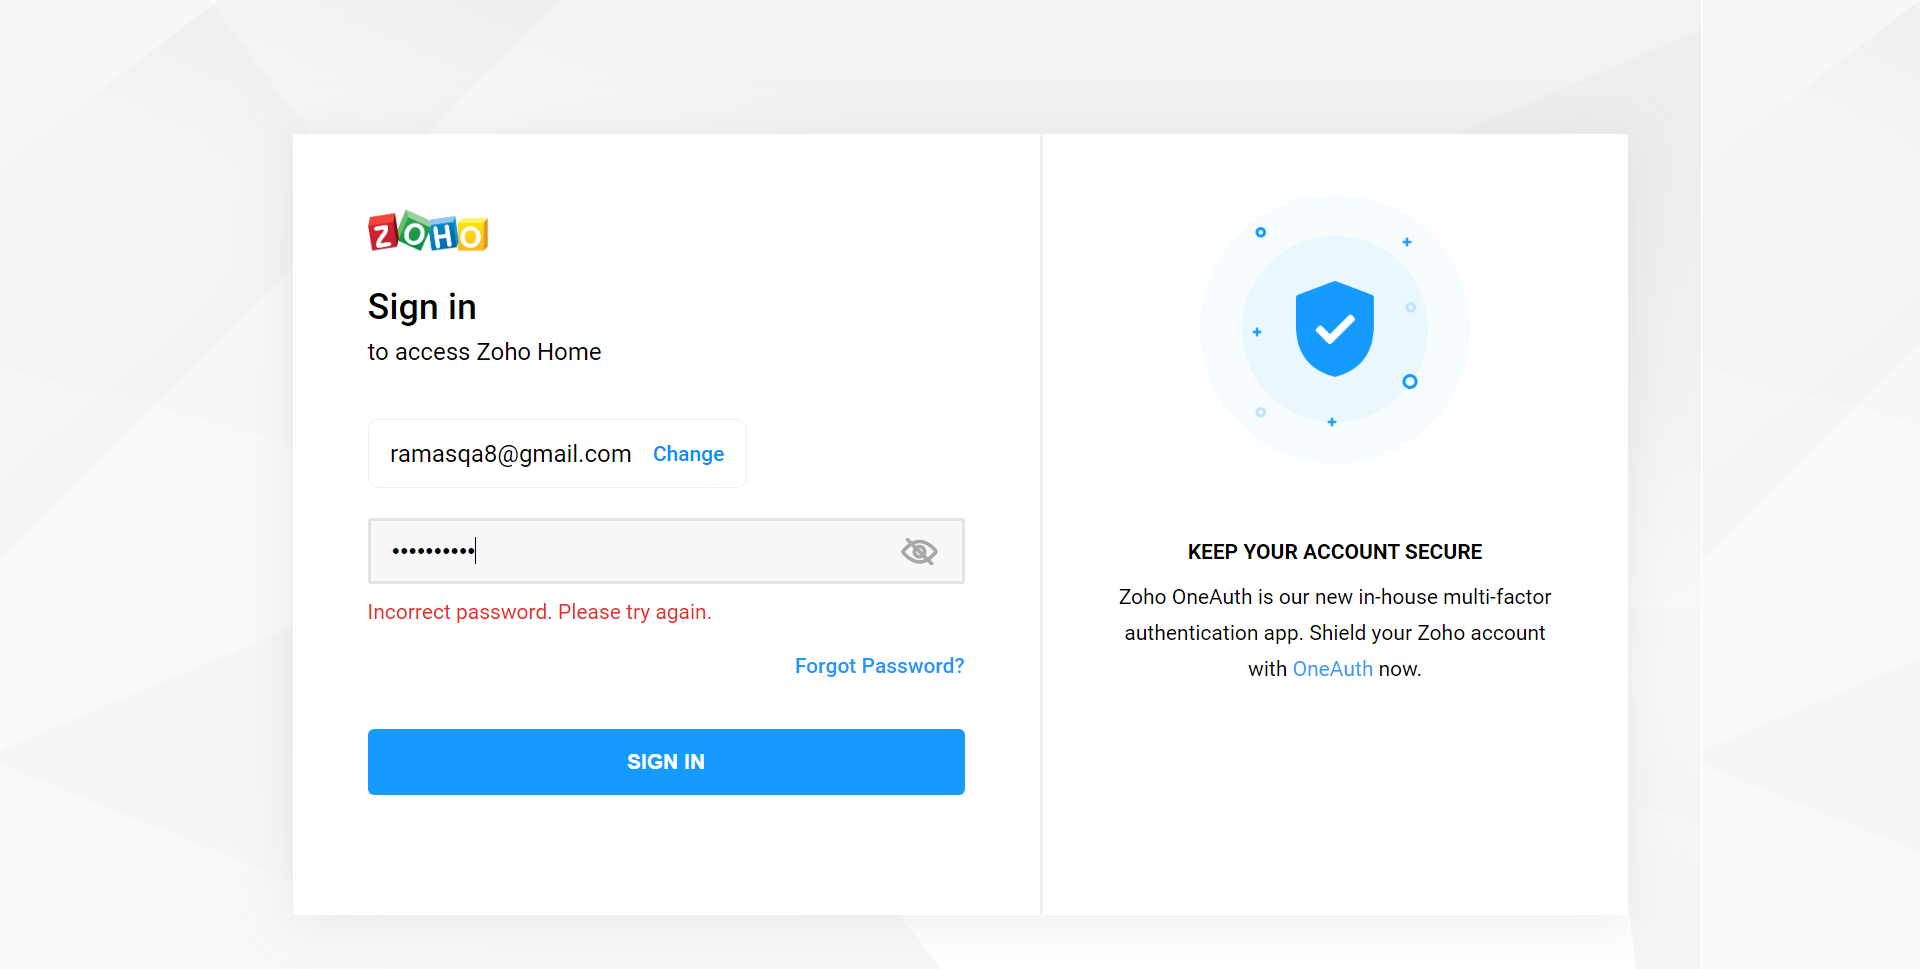 ZOHO
Sign in
to access Zoho Home
ramasqa8@gmail.com Change
••••••••••
Incorrect password. Please try again.
Forgot Password?
SIGN IN
KEEP YOUR ACCOUNT SECURE
Zoho OneAuth is our new in-house multi-factor
authentication app. Shield your Zoho account
with OneAuth now.